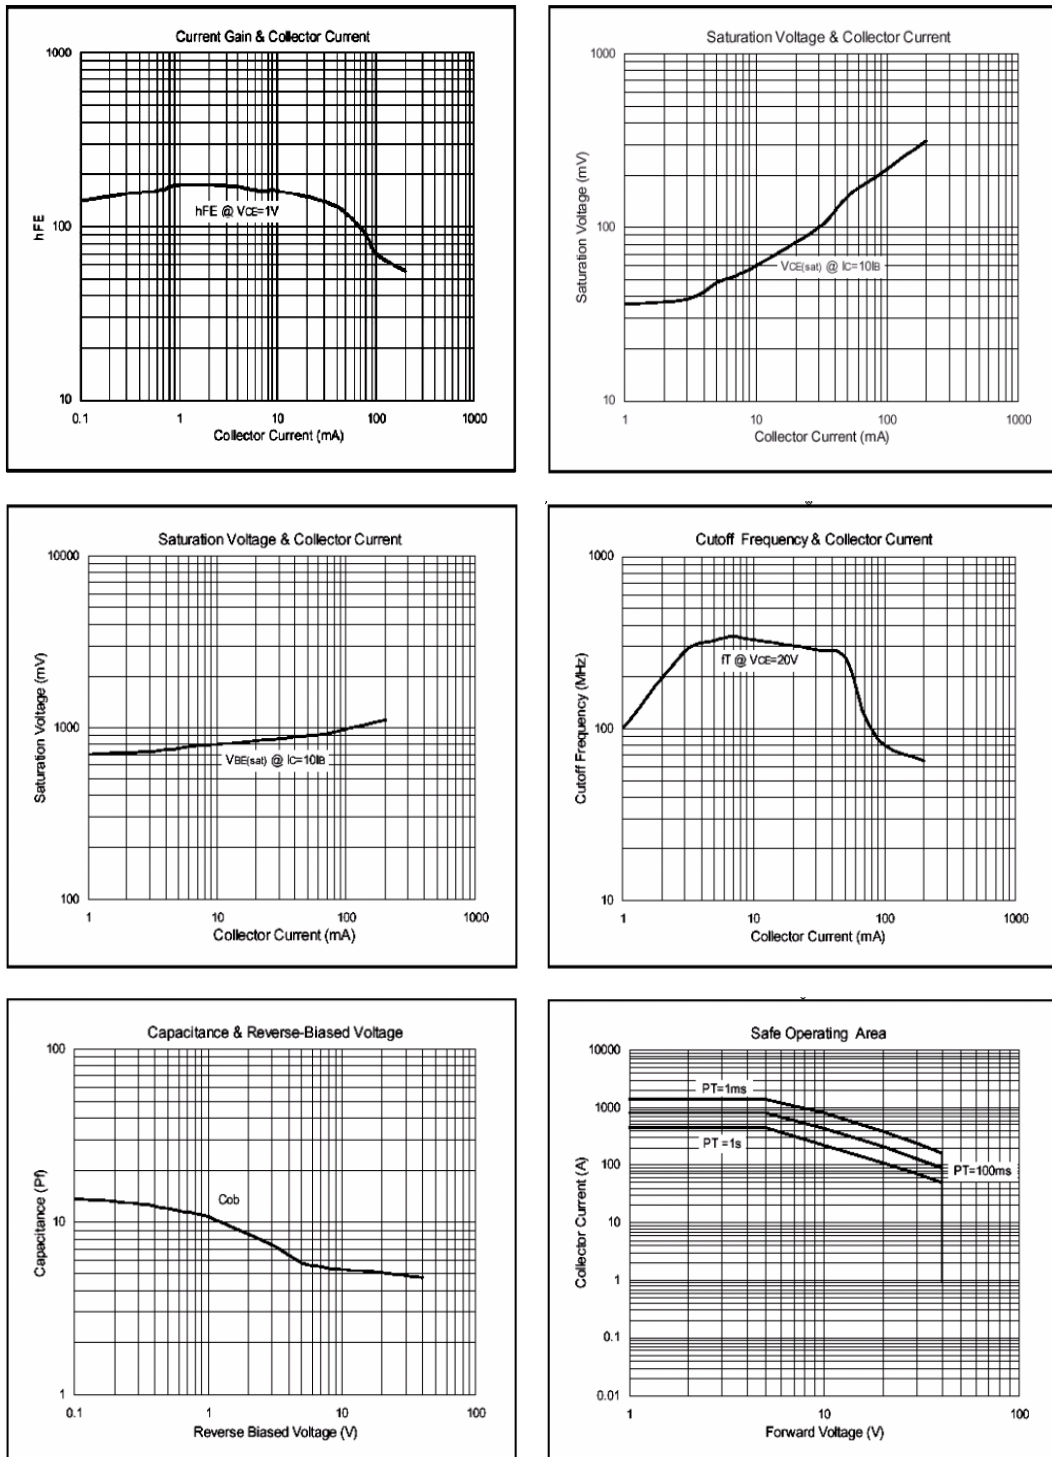 Current Gain & Collector Current
1000
100
10
hFE
hFE @ VCE=1V
0.1 1 10 100 1000
Collector Current (mA)
Saturation Voltage & Collector Current
1000
100
10
Saturation Voltage (mV)
VCE(sat) @ IC=10IB
1 10 100 1000
Collector Current (mA)
Saturation Voltage & Collector Current
10000
1000
100
Saturation Voltage (mV)
VBE(sat) @ IC=10IB
1 10 100 1000
Collector Current (mA)
Cutoff Frequency & Collector Current
1000
100
10
Cutoff Frequency (MHz)
fT @ VCE=20V
1 10 100 1000
Collector Current (mA)
Capacitance & Reverse-Biased Voltage
100
10
1
Capacitance (Pf)
Cob
0.1 1 10 100
Reverse Biased Voltage (V)
Safe Operating Area
10000
1000
100
10
1
0.1
0.01
Collector Current (A)
PT=1ms
PT =1s
PT=100ms
1 10 100
Forward Voltage (V)